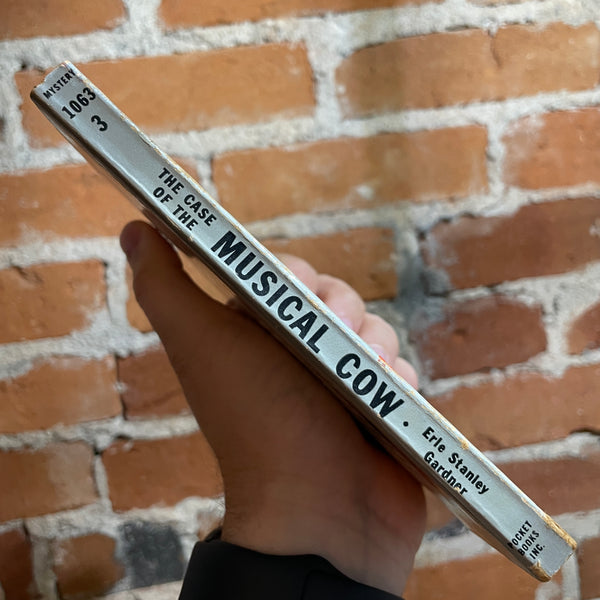 MYSTERY
1063
3
THE CASE
OF THE
MUSICAL COW ·
Erle Stanley
Gardner
POCKET
BOOKS
INC.